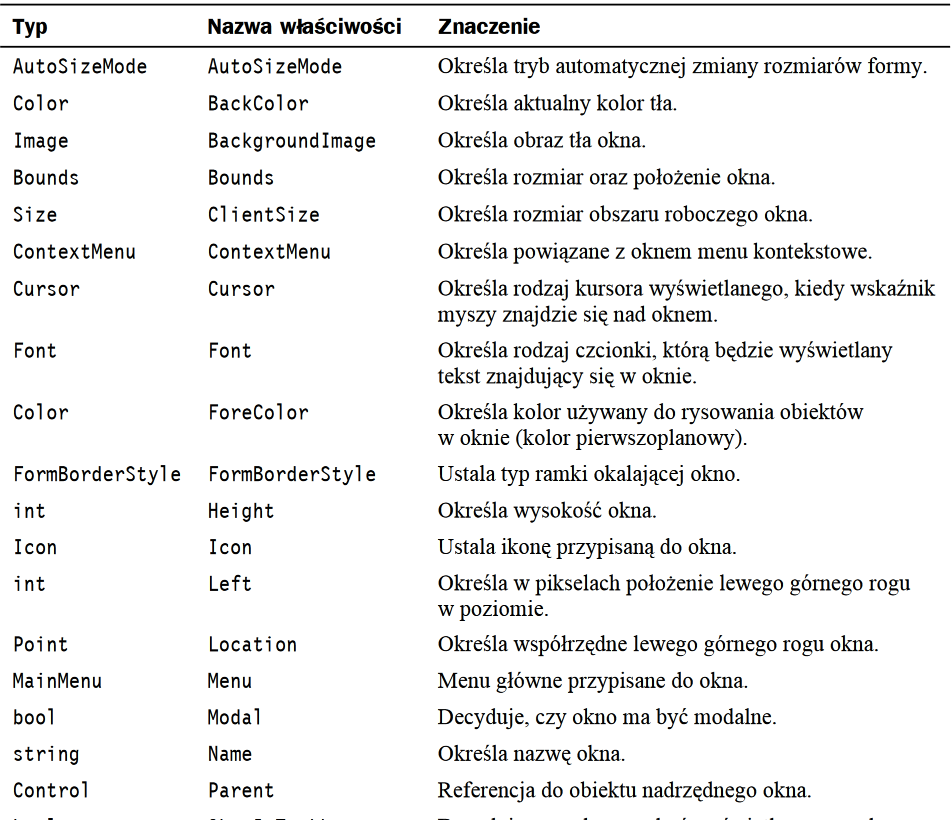 Typ Nazwa właściwości Znaczenie
AutoSizeMode AutoSizeMode Określa tryb automatycznej zmiany rozmiarów formy.
Color BackColor Określa aktualny kolor tła.
Image BackgroundImage Określa obraz tła okna.
Bounds Bounds Określa rozmiar oraz położenie okna.
Size ClientSize Określa rozmiar obszaru roboczego okna.
ContextMenu ContextMenu Określa powiązane z oknem menu kontekstowe.
Cursor Cursor Określa rodzaj kursora wyświetlanego, kiedy wskaźnik
myszy znajdzie się nad oknem.
Font Font Określa rodzaj czcionki, którą będzie wyświetlany
tekst znajdujący się w oknie.
Color ForeColor Określa kolor używany do rysowania obiektów
w oknie (kolor pierwszoplanowy).
FormBorderStyle FormBorderStyle Ustala typ ramki okalającej okno.
int Height Określa wysokość okna.
Icon Icon Ustala ikonę przypisaną do okna.
int Left Określa w pikselach położenie lewego górnego rogu
w poziomie.
Point Location Określa współrzędne lewego górnego rogu okna.
MainMenu Menu Menu główne przypisane do okna.
bool Modal Decyduje, czy okno ma być modalne.
string Name Określa nazwę okna.
Control Parent Referencja do obiektu nadrzędnego okna.